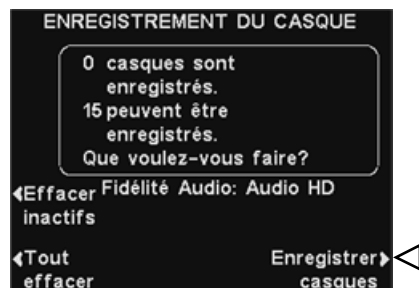 ENREGISTREMENT DU CASQUE
0 casques sont
enregistrés.
15 peuvent être
enregistrés.
Que voulez-vous faire?
Fidélité Audio: Audio HD
◀Effacer
inactifs
◀Tout
effacer
Enregistrer▶
casques